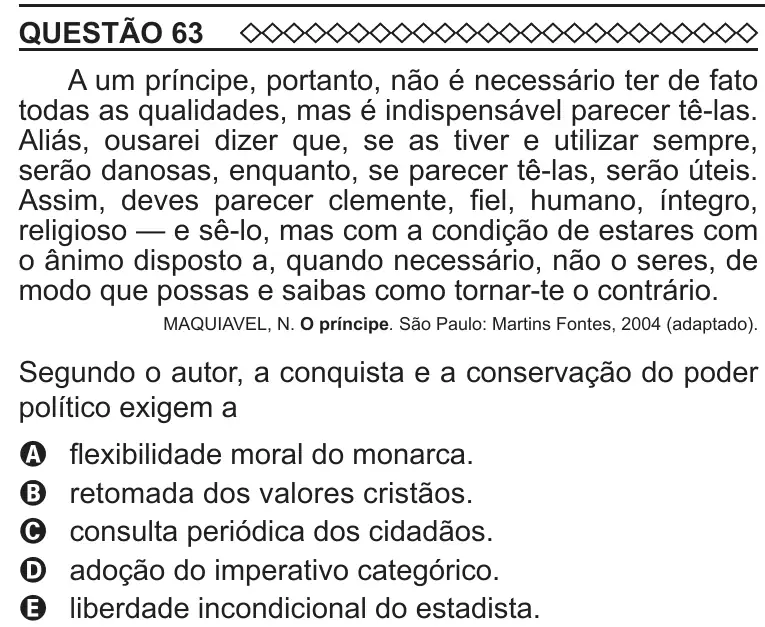 QUESTÃO 63
A um príncipe, portanto, não é necessário ter de fato
todas as qualidades, mas é indispensável parecer tê-las.
Aliás, ousarei dizer que, se as tiver e utilizar sempre,
serão danosas, enquanto, se parecer tê-las, serão úteis.
Assim, deves parecer clemente, fiel, humano, íntegro,
religioso — e sê-lo, mas com a condição de estares com
o ânimo disposto a, quando necessário, não o seres, de
modo que possas e saibas como tornar-te o contrário.
MAQUIAVEL, N. O príncipe. São Paulo: Martins Fontes, 2004 (adaptado).
Segundo o autor, a conquista e a conservação do poder
político exigem a
A flexibilidade moral do monarca.
B retomada dos valores cristãos.
C consulta periódica dos cidadãos.
D adoção do imperativo categórico.
E liberdade incondicional do estadista.